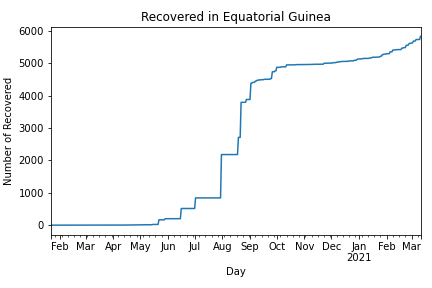 Recovered in Equatorial Guinea
Number of Recovered
6000
5000
4000
3000
2000
1000
0
Feb Mar Apr May Jun Jul Aug Sep Oct Nov Dec Jan Feb Mar
2021
Day